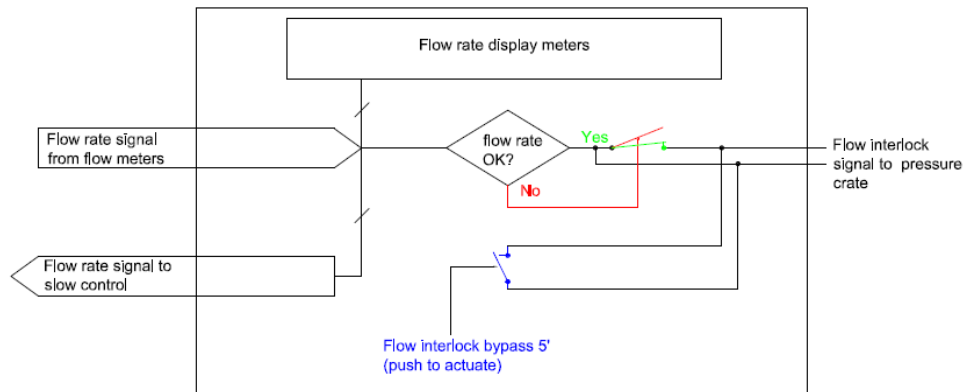 Flow rate display meters
Flow rate signal
from flow meters
flow rate
OK?
Yes
No
Flow interlock
signal to pressure
crate
Flow rate signal to
slow control
Flow interlock bypass 5'
(push to actuate)